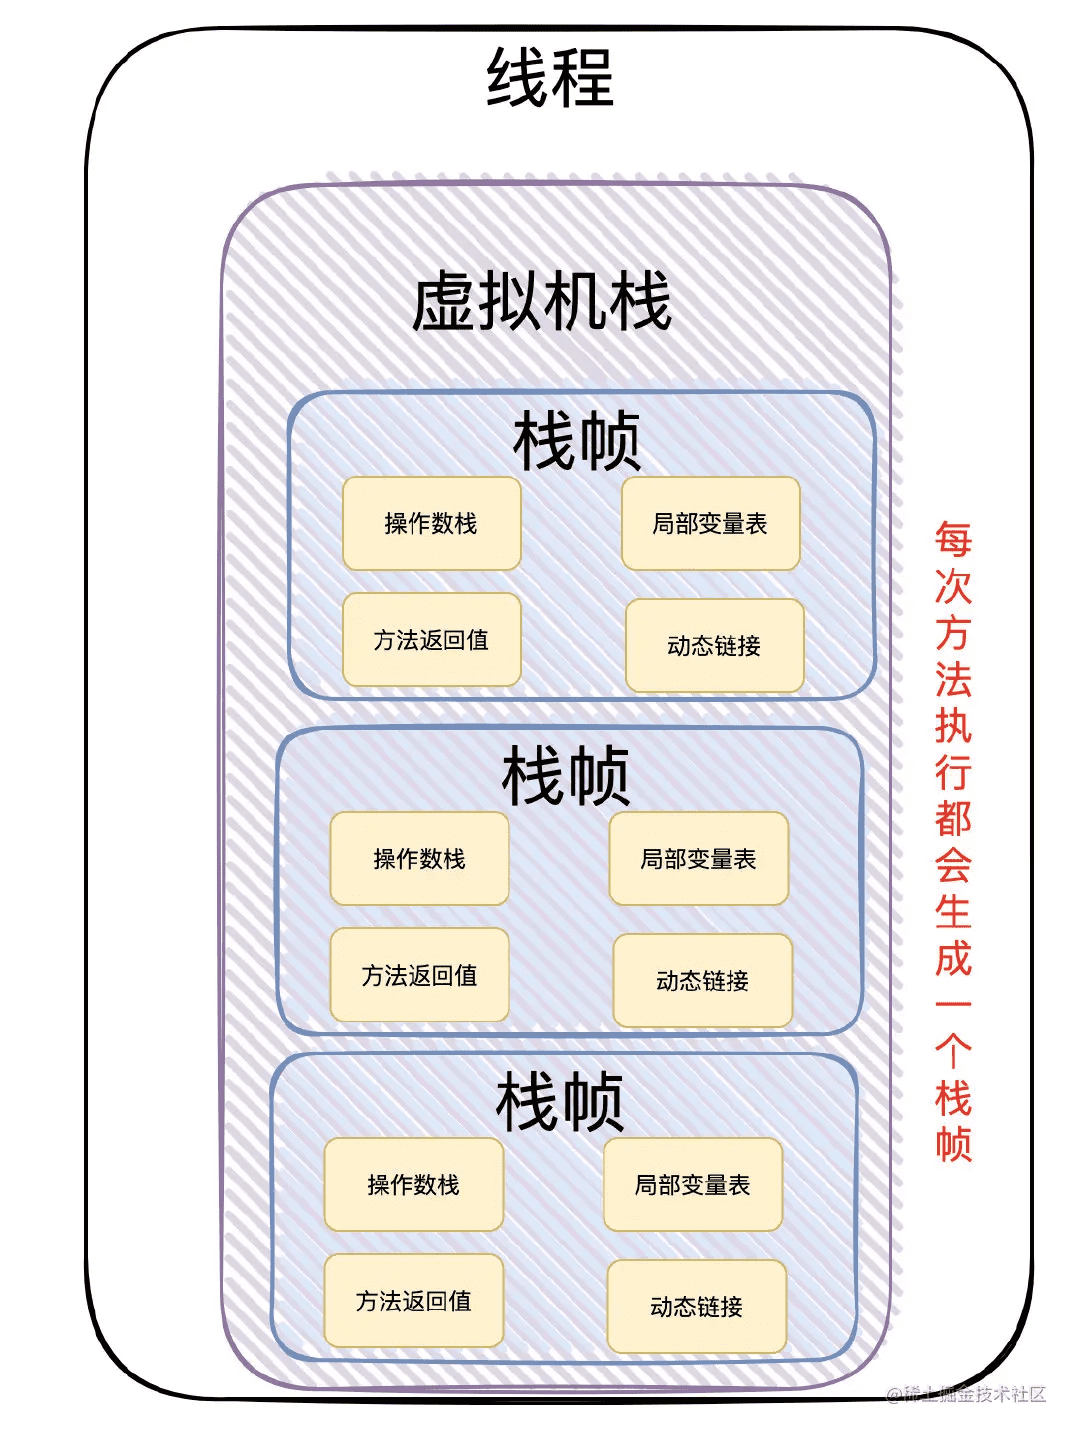 线程
虚拟机栈
栈帧
操作数栈
局部变量表
方法返回值
动态链接
栈帧
操作数栈
局部变量表
方法返回值
动态链接
栈帧
操作数栈
局部变量表
方法返回值
动态链接
每次方法执行都会生成一个栈帧
@稀土掘金技术社区